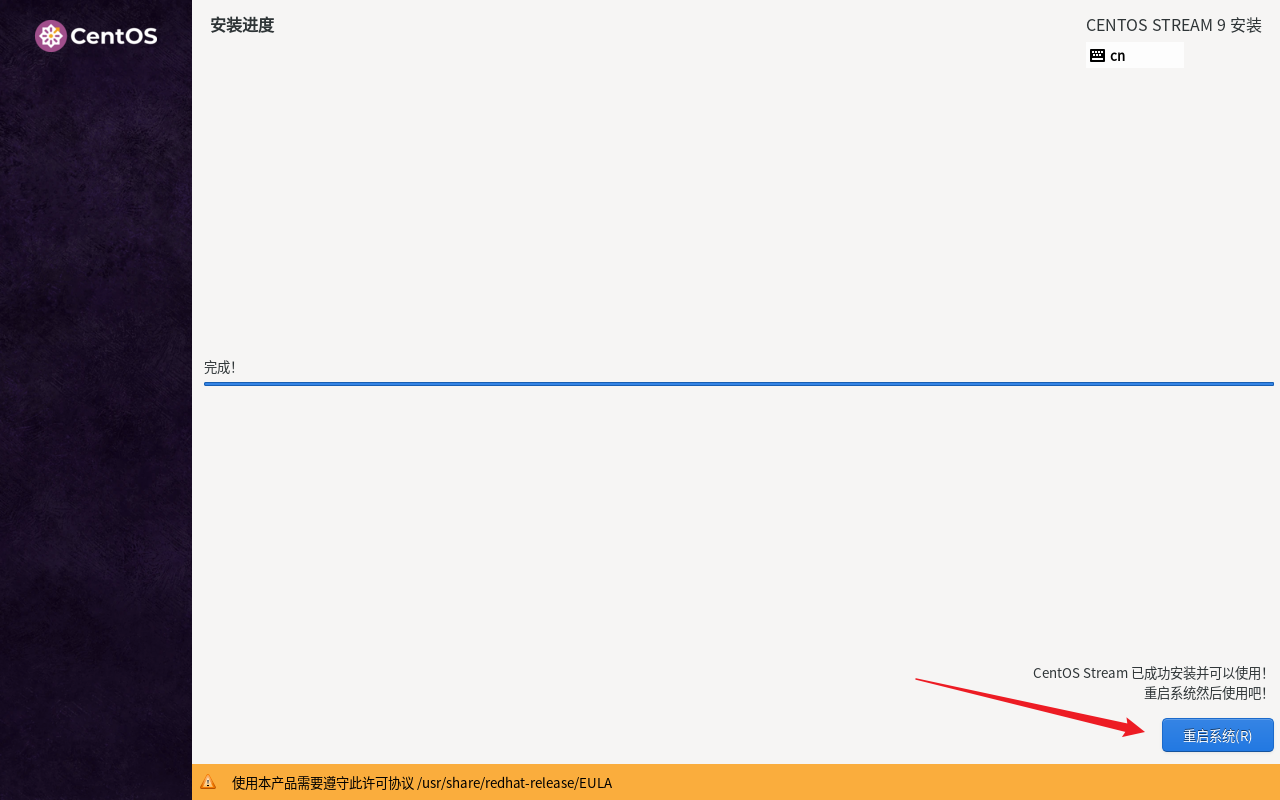 CentOS
安装进度
CENTOS STREAM 9 安装
cn
完成!
CentOS Stream 已成功安装并可以使用!
重启系统然后使用吧!
重启系统(R)
使用本产品需要遵守此许可协议 /usr/share/redhat-release/EULA